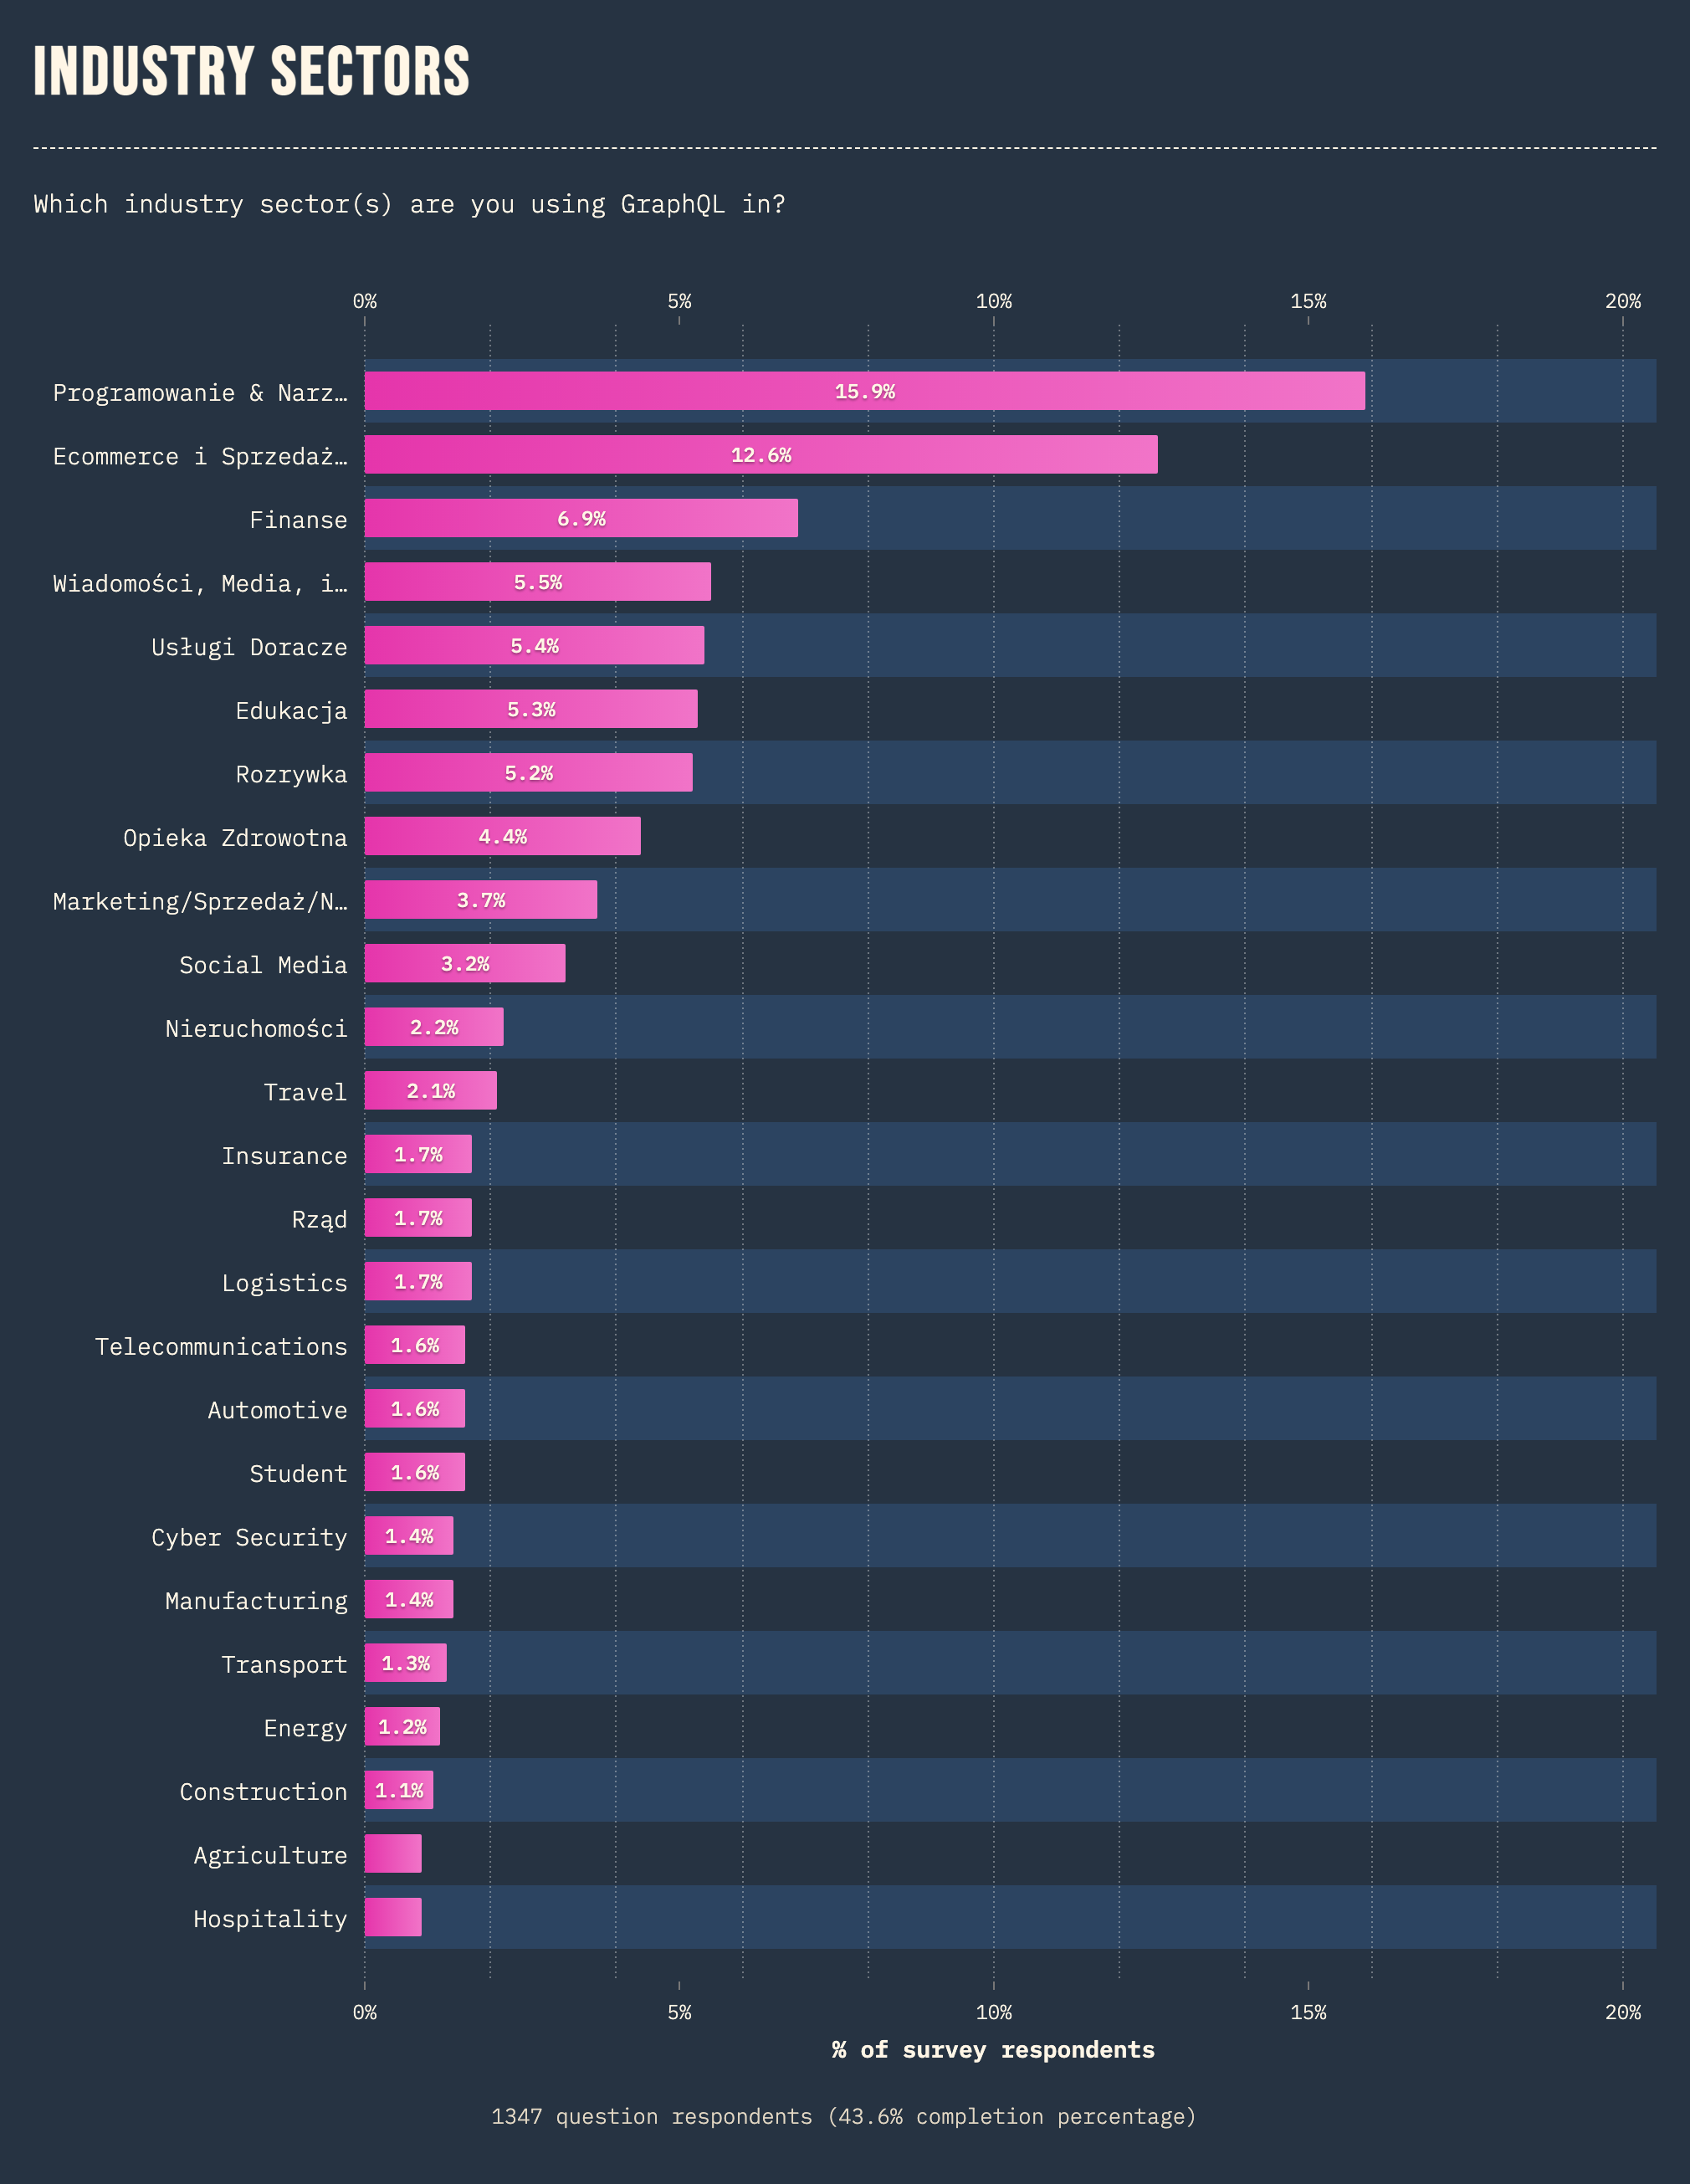 INDUSTRY SECTORS
Which industry sector(s) are you using GraphQL in?
0% 5% 10% 15% 20%
Programowanie & Narz… 15.9%
Ecommerce i Sprzedaż… 12.6%
Finanse 6.9%
Wiadomości, Media, i… 5.5%
Usługi Doracze 5.4%
Edukacja 5.3%
Rozrywka 5.2%
Opieka Zdrowotna 4.4%
Marketing/Sprzedaż/N… 3.7%
Social Media 3.2%
Nieruchomości 2.2%
Travel 2.1%
Insurance 1.7%
Rząd 1.7%
Logistics 1.7%
Telecommunications 1.6%
Automotive 1.6%
Student 1.6%
Cyber Security 1.4%
Manufacturing 1.4%
Transport 1.3%
Energy 1.2%
Construction 1.1%
Agriculture
Hospitality
0% 5% 10% 15% 20%
% of survey respondents
1347 question respondents (43.6% completion percentage)